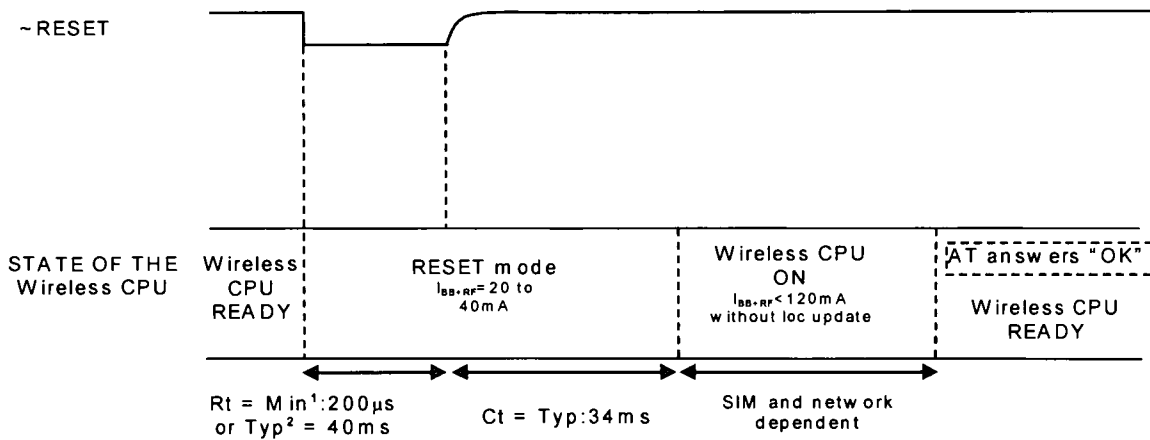 ~RESET
STATE OF THE
Wireless CPU
Wireless
CPU
READY
RESET mode
I_BB+RF=20 to
40mA
Wireless CPU
ON
I_BB+RF<120mA
without loc update
AT answers "OK"
Wireless CPU
READY
Rt = Min¹:200µs
or Typ² = 40ms
Ct = Typ:34ms
SIM and network
dependent